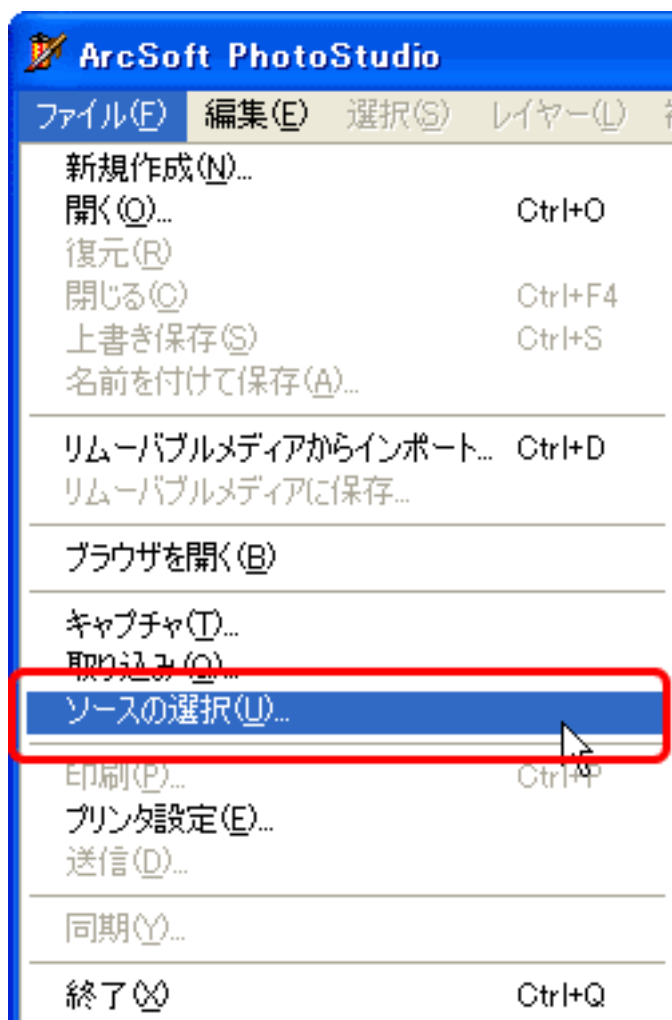 ArcSoft PhotoStudio
ファイル(F) 編集(E) 選択(S) レイヤー(L)
新規作成(N)...
開く(O)... Ctrl+O
復元(R)
閉じる(C) Ctrl+F4
上書き保存(S) Ctrl+S
名前を付けて保存(A)...
リムーバブルメディアからインポート... Ctrl+D
リムーバブルメディアに保存...
ブラウザを開く(B)
キャプチャ(T)...
取り込み(Q)...
ソースの選択(U)...
印刷(P)... Ctrl+P
プリンタ設定(E)...
送信(D)...
同期(Y)...
終了(X) Ctrl+Q